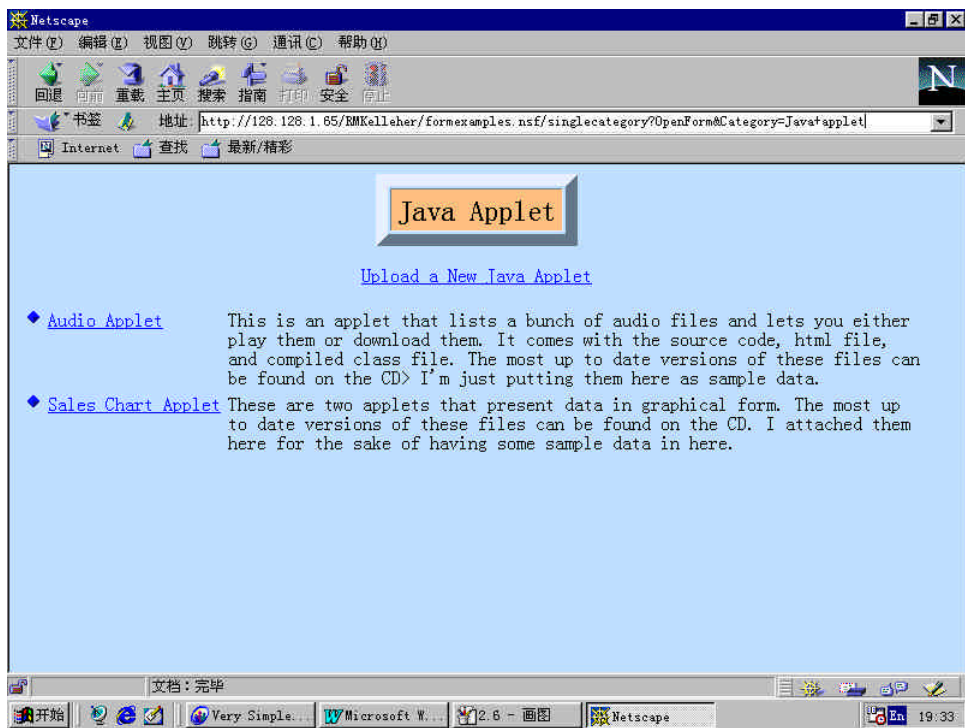 Netscape
文件(F) 编辑(E) 视图(V) 跳转(G) 通讯(C) 帮助(H)
回退 向前 重载 主页 搜索 指南 打印 安全 停止
N
书签 地址: http://128.128.1.65/RMKelleher/formexamples.nsf/singlecategory?OpenForm&Category=Java+applet
Internet 查找 最新/精彩
Java Applet
Upload a New Java Applet
Audio Applet This is an applet that lists a bunch of audio files and lets you either
play them or download them. It comes with the source code, html file,
and compiled class file. The most up to date versions of these files can
be found on the CD> I'm just putting them here as sample data.
Sales Chart Applet These are two applets that present data in graphical form. The most up
to date versions of these files can be found on the CD. I attached them
here for the sake of having some sample data in here.
文档：完毕
开始 Very Simple... Microsoft W... 2.6 - 画图 Netscape En 19:33